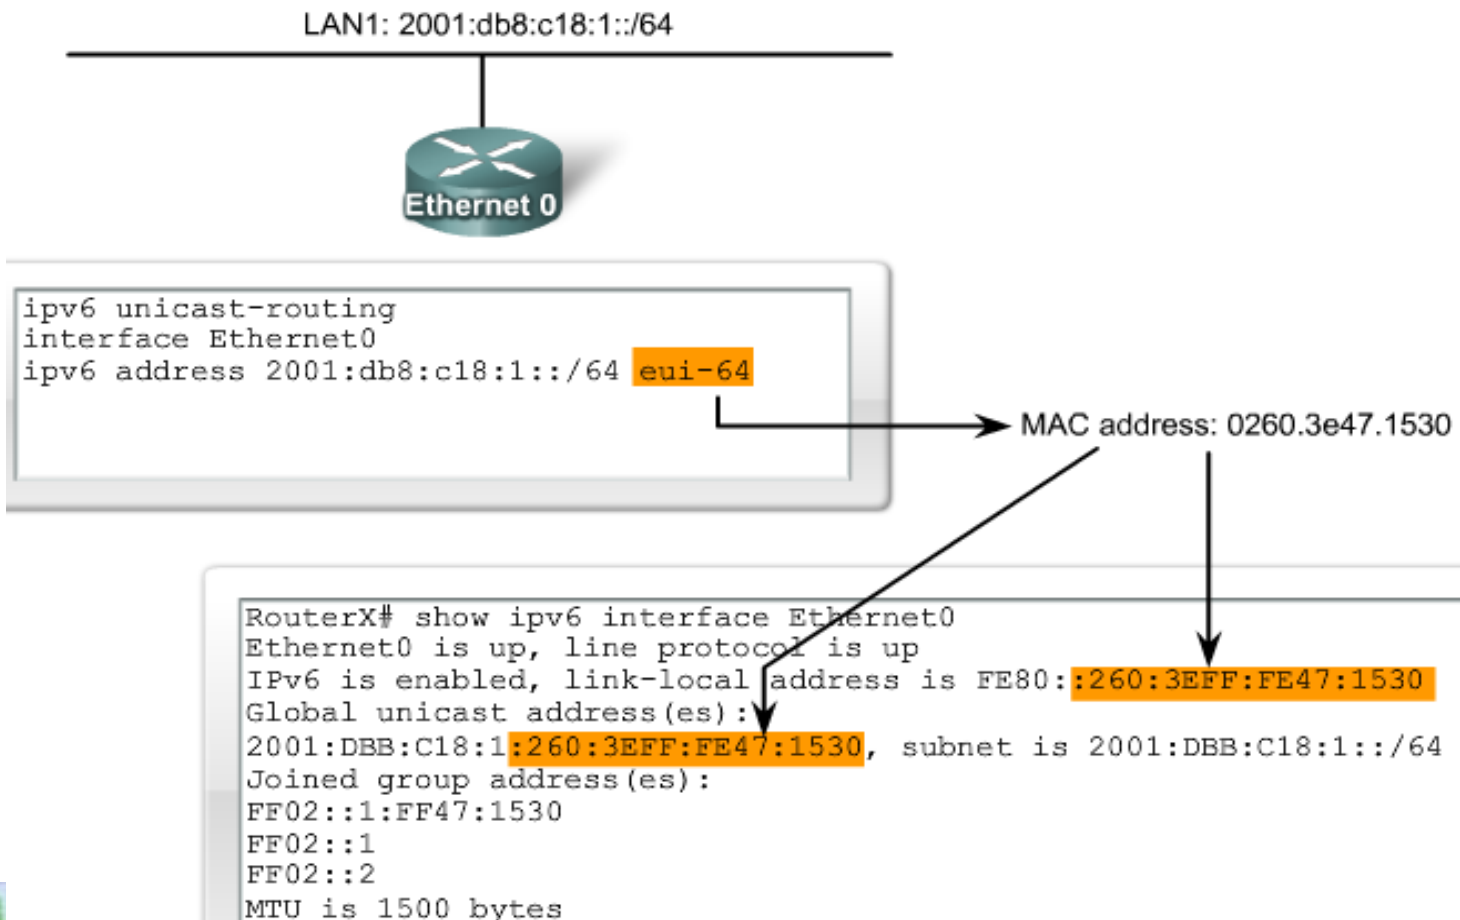 LAN1: 2001:db8:c18:1::/64
Ethernet 0
ipv6 unicast-routing
interface Ethernet0
ipv6 address 2001:db8:c18:1::/64 eui-64
MAC address: 0260.3e47.1530
RouterX# show ipv6 interface Ethernet0
Ethernet0 is up, line protocol is up
IPv6 is enabled, link-local address is FE80::260:3EFF:FE47:1530
Global unicast address(es):
2001:DBB:C18:1:260:3EFF:FE47:1530, subnet is 2001:DBB:C18:1::/64
Joined group address(es):
FF02::1:FF47:1530
FF02::1
FF02::2
MTU is 1500 bytes